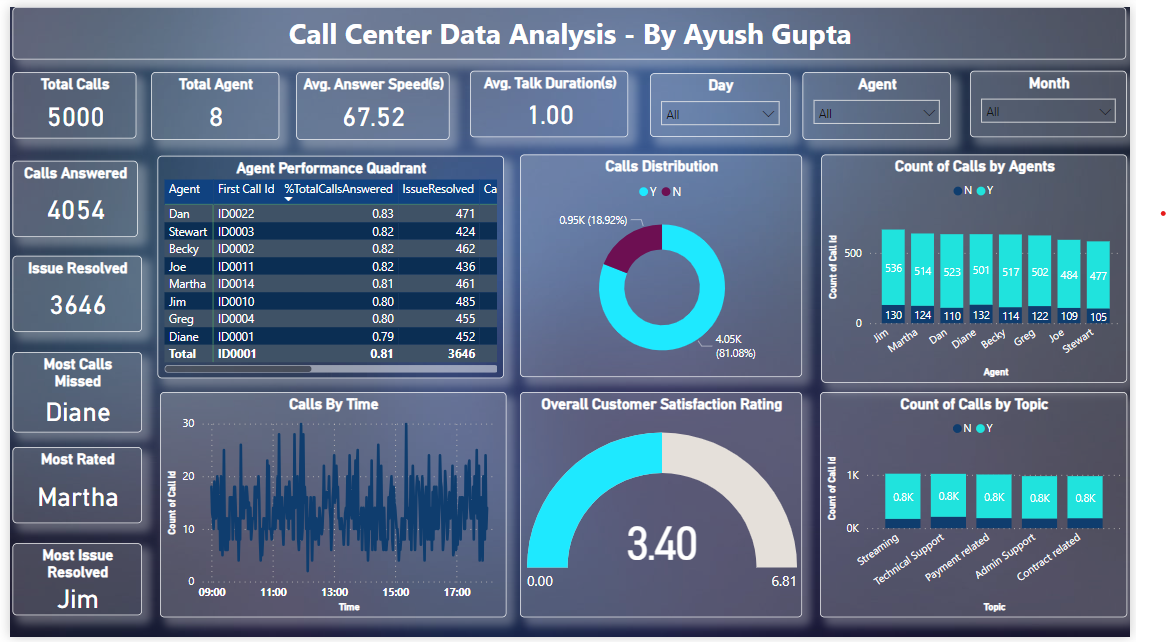 Call Center Data Analysis - By Ayush Gupta
Total Calls
5000
Total Agent
8
Avg. Answer Speed(s)
67.52
Avg. Talk Duration(s)
1.00
Day
All
Agent
All
Month
All
Calls Answered
4054
Issue Resolved
3646
Most Calls
Missed
Diane
Most Rated
Martha
Most Issue
Resolved
Jim
Agent Performance Quadrant
Agent First Call Id %TotalCallsAnswered IssueResolved Ca
Dan ID0022 0.83 471
Stewart ID0003 0.82 424
Becky ID0002 0.82 462
Joe ID0011 0.82 436
Martha ID0014 0.81 461
Jim ID0010 0.80 485
Greg ID0004 0.80 455
Diane ID0001 0.79 452
Total ID0001 0.81 3646
Calls Distribution
Y N
0.95K (18.92%)
4.05K
(81.08%)
Count of Calls by Agents
N Y
Count of Call Id
500
0
536 514 523 501 517 502 484 477
130 124 110 132 114 122 109 105
Jim Martha Dan Diane Becky Greg Joe Stewart
Agent
Calls By Time
Count of Call Id
30
20
10
0
09:00 11:00 13:00 15:00 17:00
Time
Overall Customer Satisfaction Rating
3.40
0.00 6.81
Count of Calls by Topic
N Y
Count of Call Id
1K
0K
0.8K 0.8K 0.8K 0.8K 0.8K
Streaming Technical Support Payment related Admin Support Contract related
Topic